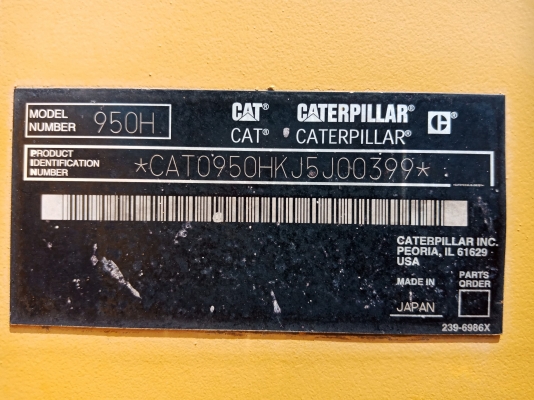 MODEL NUMBER 950H
CAT® CATERPILLAR® C®
CAT® CATERPILLAR®
PRODUCT IDENTIFICATION NUMBER *CAT0950HKJ5J00399*
CATERPILLAR INC.
PEORIA, IL 61629
USA
MADE IN
JAPAN
PARTS ORDER
239-6986X